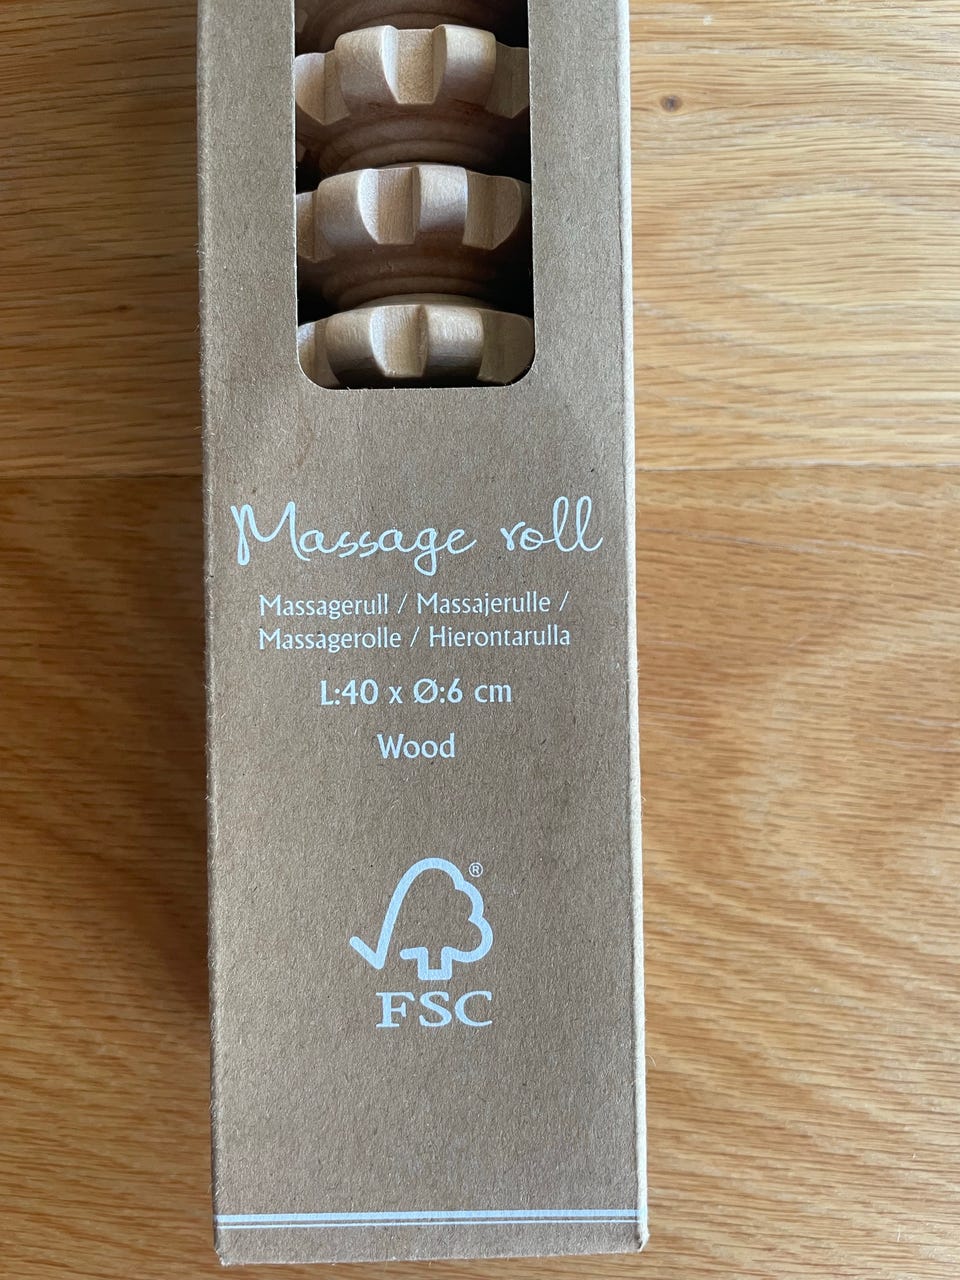 Massage roll
Massagerull / Massajerulle /
Massagerolle / Hierontarulla
L:40 x Ø:6 cm
Wood
®
FSC